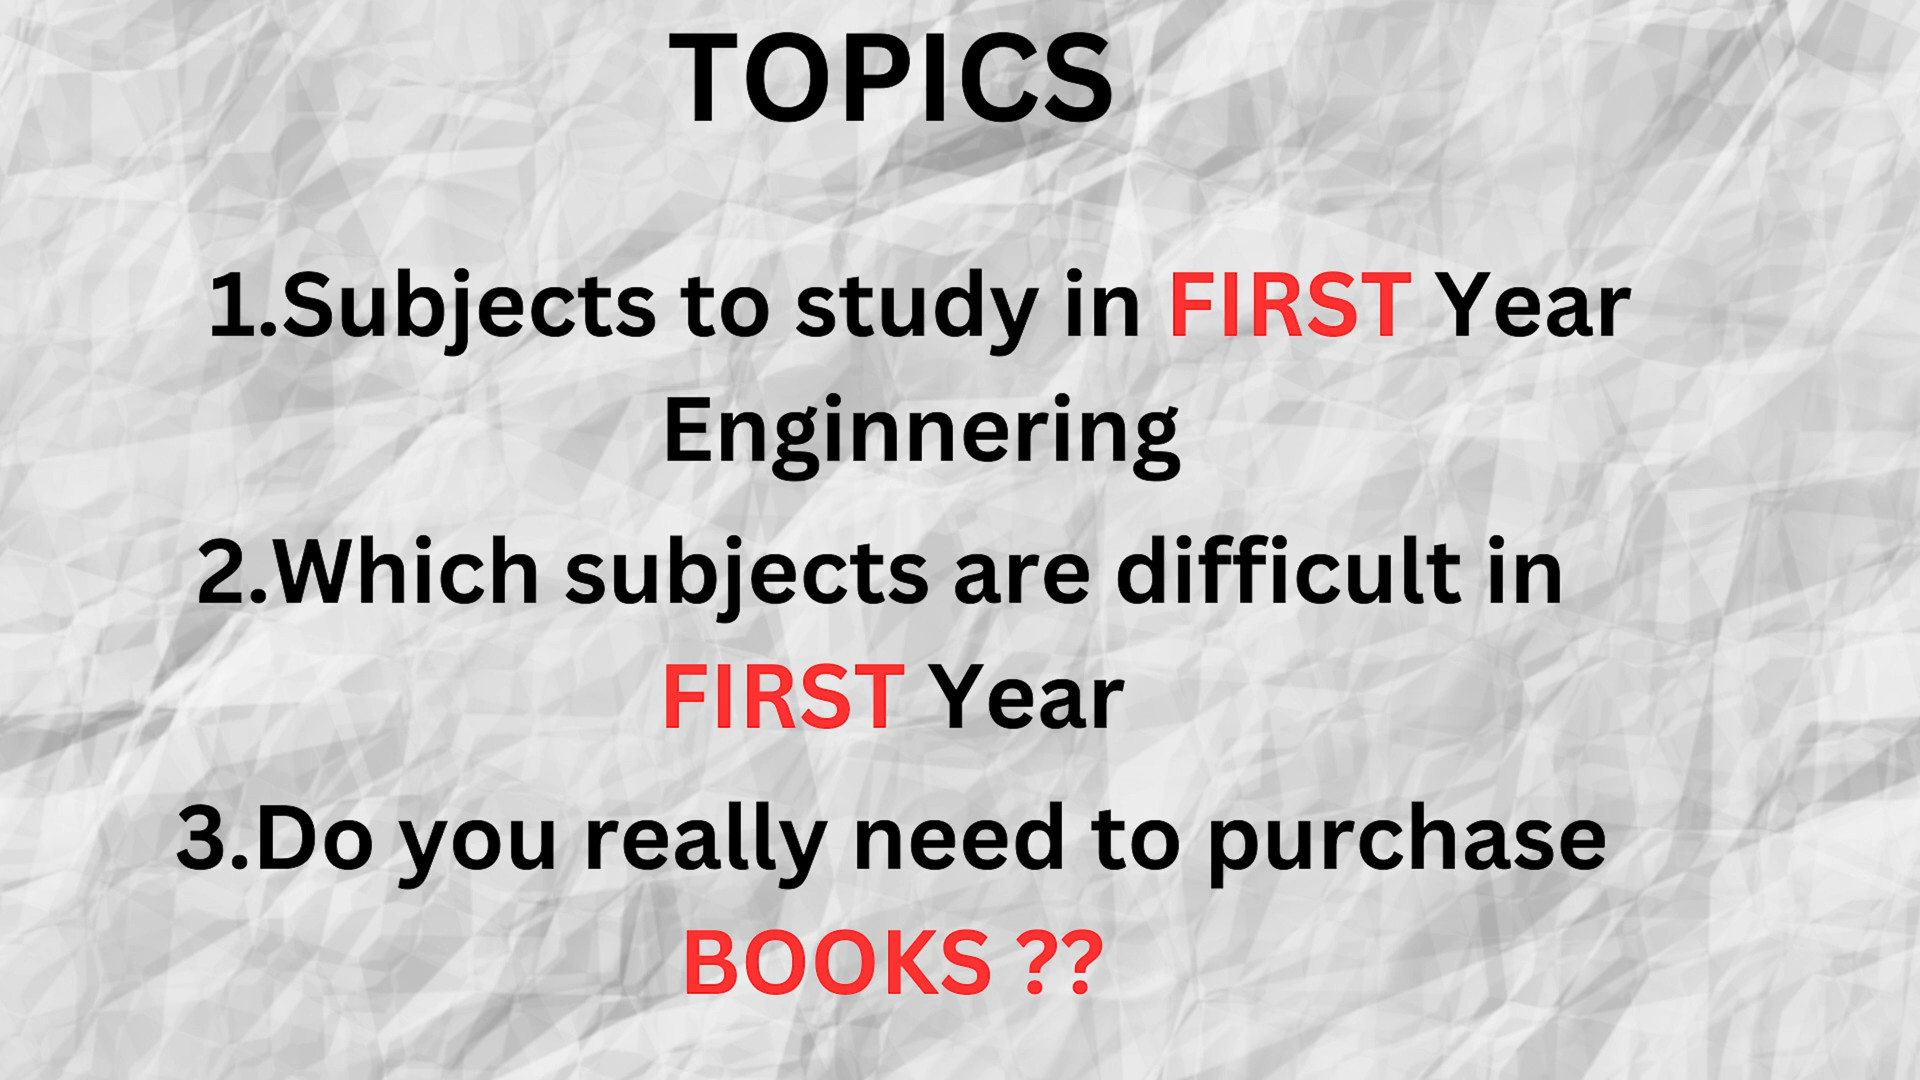 TOPICS
1.Subjects to study in FIRST Year
Enginnering
2.Which subjects are difficult in
FIRST Year
3.Do you really need to purchase
BOOKS ??